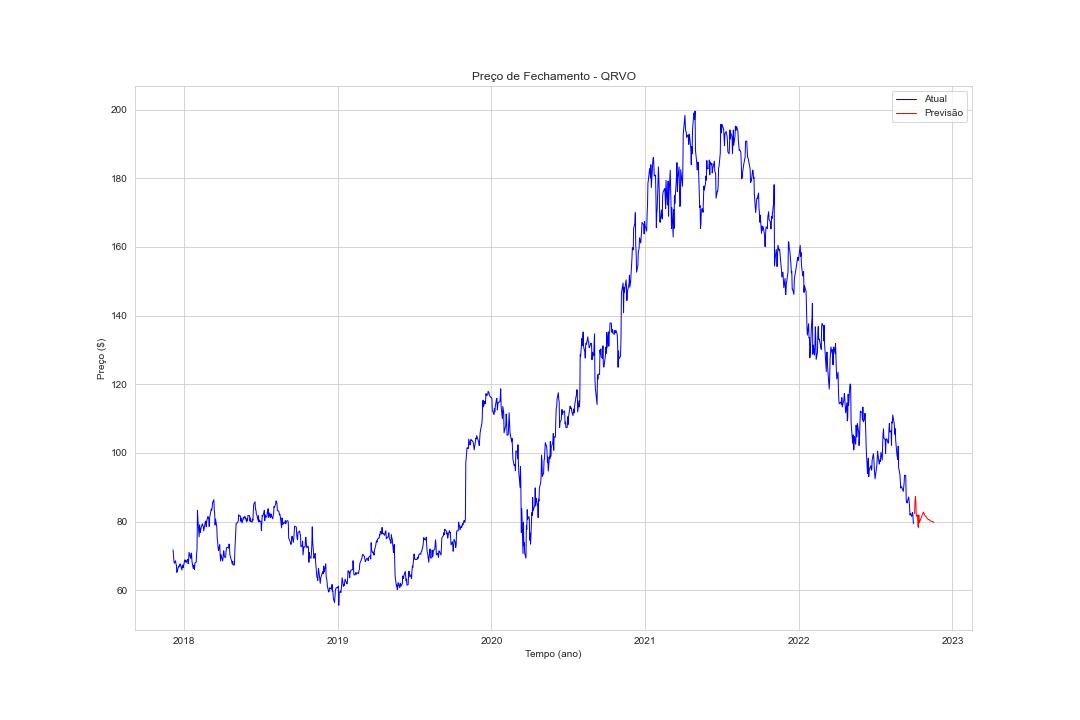 Preço de Fechamento - QRVO
Atual
Previsão
200
180
160
140
120
100
80
60
Preço ($)
2018
2019
2020
2021
2022
2023
Tempo (ano)